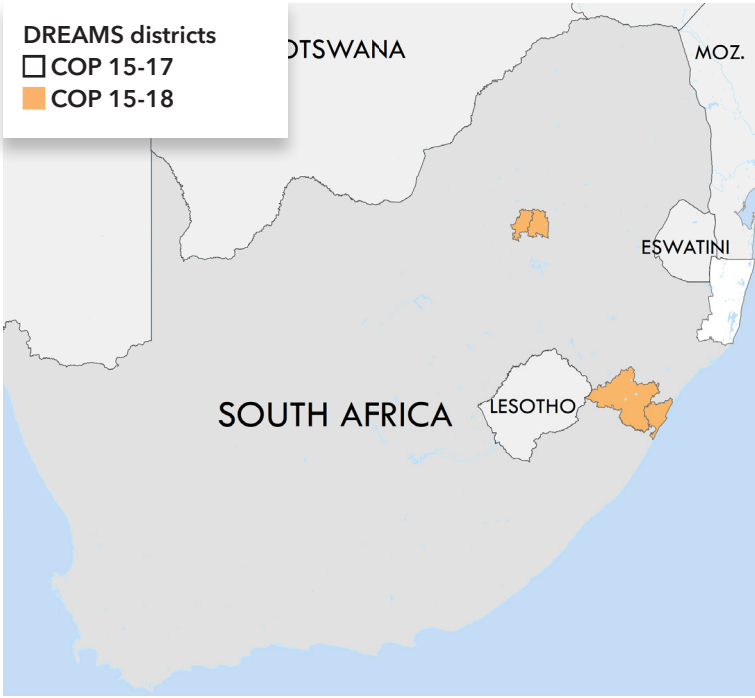 DREAMS districts
COP 15-17
COP 15-18
OTSWANA
MOZ.
ESWATINI
SOUTH AFRICA
LESOTHO